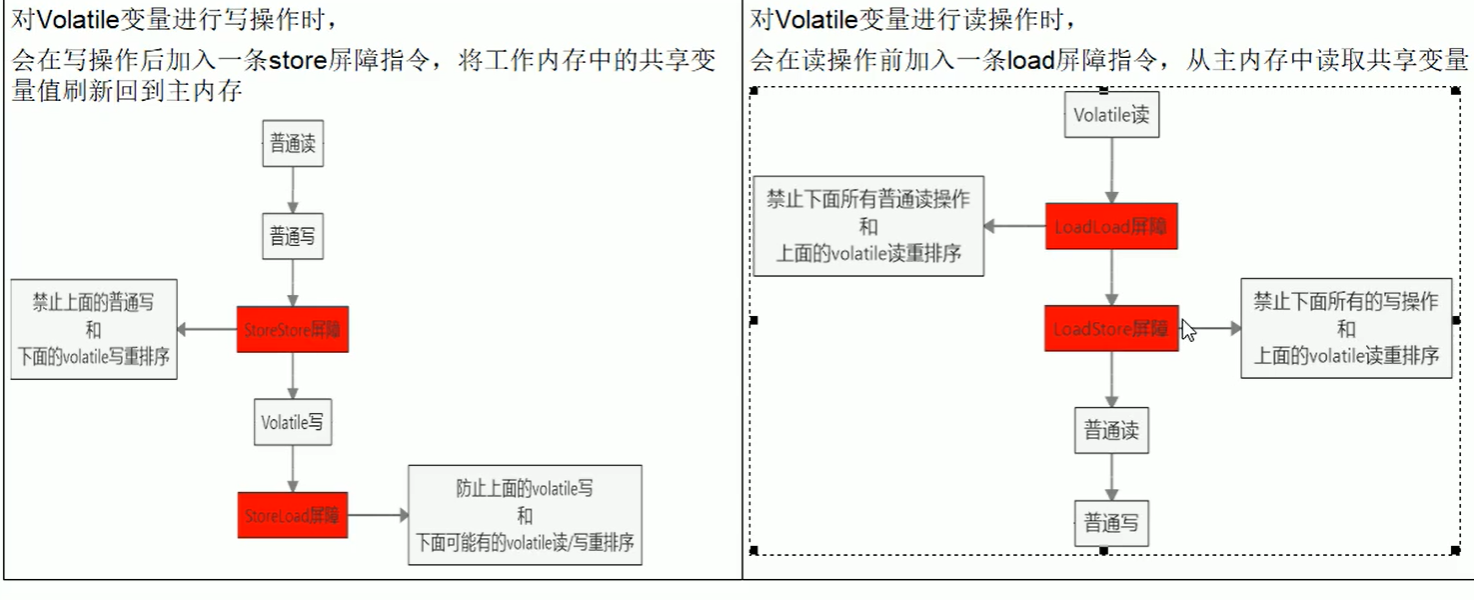 对Volatile变量进行写操作时，
会在写操作后加入一条store屏障指令，将工作内存中的共享变
量值刷新回到主内存
普通读
普通写
禁止上面的普通写
和
下面的volatile写重排序
StoreStore屏障
Volatile写
StoreLoad屏障
防止上面的volatile写
和
下面可能有的volatile读/写重排序
对Volatile变量进行读操作时，
会在读操作前加入一条load屏障指令，从主内存中读取共享变量
Volatile读
禁止下面所有普通读操作
和
上面的volatile读重排序
LoadLoad屏障
LoadStore屏障
禁止下面所有的写操作
和
上面的volatile读重排序
普通读
普通写